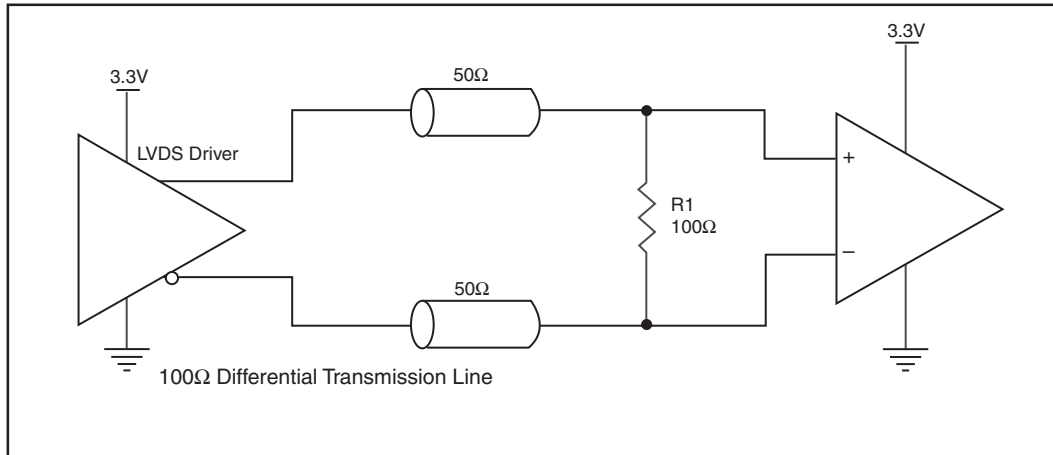 3.3V
3.3V
50Ω
LVDS Driver
+
R1
100Ω
−
50Ω
100Ω Differential Transmission Line